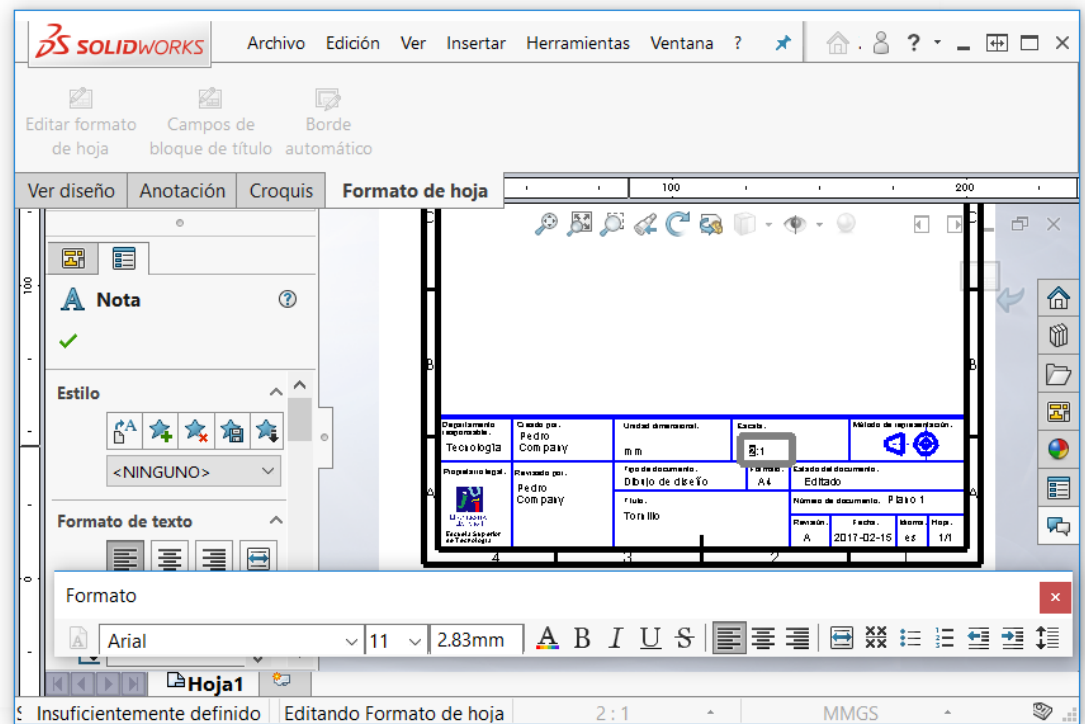 SOLIDWORKS Archivo Edición Ver Insertar Herramientas Ventana ?
Editar formato de hoja
Campos de bloque de título
Borde automático
Ver diseño Anotación Croquis Formato de hoja
100 200
C C
Nota
100
B B
Estilo
<NINGUNO>
Formato de texto
Departamento responsable.
Tecnología
Creado por.
Pedro Company
Unidad dimensional.
mm
Escala.
2:1
Método de representación.
Propietario legal.
Revisado por.
Pedro Company
Tipo de documento.
Dibujo de diseño
Formato.
A4
Estado del documento.
Editado
A A
Título.
Tornillo
Número de documento. Plano 1
Escuela Superior de Tecnología
Revisión.
A
Fecha.
2017-02-15
Idioma.
es
Hoja.
1/1
4 3 2
0
Formato
Arial 11 2.83mm
Hoja1
Insuficientemente definido Editando Formato de hoja 2 : 1 MMGS